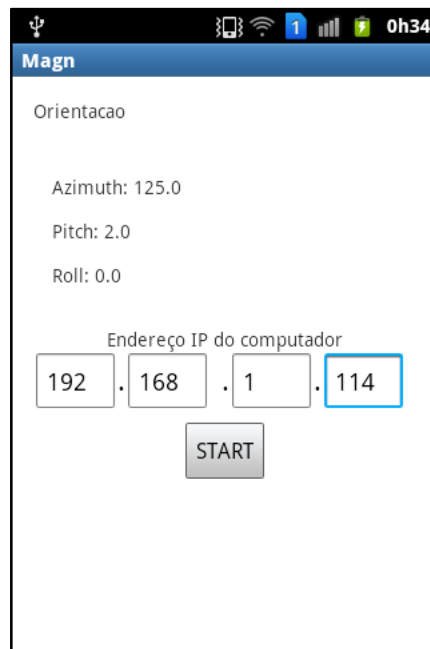 1 0h34
Magn
Orientacao
Azimuth: 125.0
Pitch: 2.0
Roll: 0.0
Endereço IP do computador
192 . 168 . 1 . 114
START